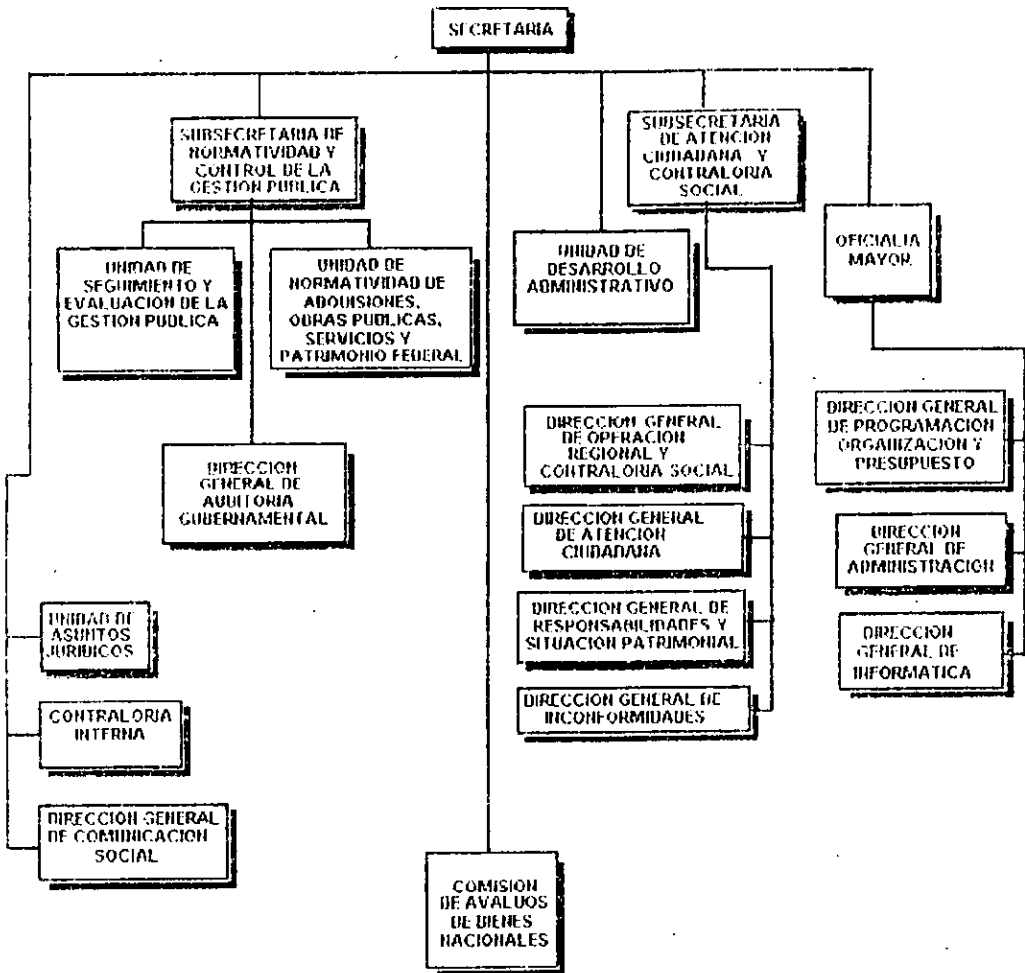 SECRETARIA
SUBSECRETARIA DE
NORMATIVIDAD Y
CONTROL DE LA
GESTION PUBLICA
SUBSECRETARIA
DE ATENCION
CIUDADANA Y
CONTRALORIA
SOCIAL
UNIDAD DE
SEGUIMIENTO Y
EVALUACION DE LA
GESTION PUBLICA
UNIDAD DE
NORMATIVIDAD DE
ADQUISIONES,
OBRAS PUBLICAS,
SERVICIOS Y
PATRIMONIO FEDERAL
UNIDAD DE
DESARROLLO
ADMINISTRATIVO
OFICIALIA
MAYOR
DIRECCION
GENERAL DE
AUDITORIA
GUBERNAMENTAL
DIRECCION GENERAL
DE OPERACION
REGIONAL Y
CONTRALORIA SOCIAL
DIRECCION GENERAL
DE PROGRAMACION
ORGANIZACION Y
PRESUPUESTO
DIRECCION GENERAL
DE ATENCION
CIUDADANA
DIRECCION
GENERAL DE
ADMINISTRACION
UNIDAD DE
ASUNTOS
JURIDICOS
DIRECCION GENERAL DE
RESPONSABILIDADES Y
SITUACION PATRIMONIAL
DIRECCION
GENERAL DE
INFORMATICA
CONTRALORIA
INTERNA
DIRECCION GENERAL DE
INCONFORMIDADES
DIRECCION GENERAL
DE COMUNICACION
SOCIAL
COMISION
DE AVALUOS
DE BIENES
NACIONALES